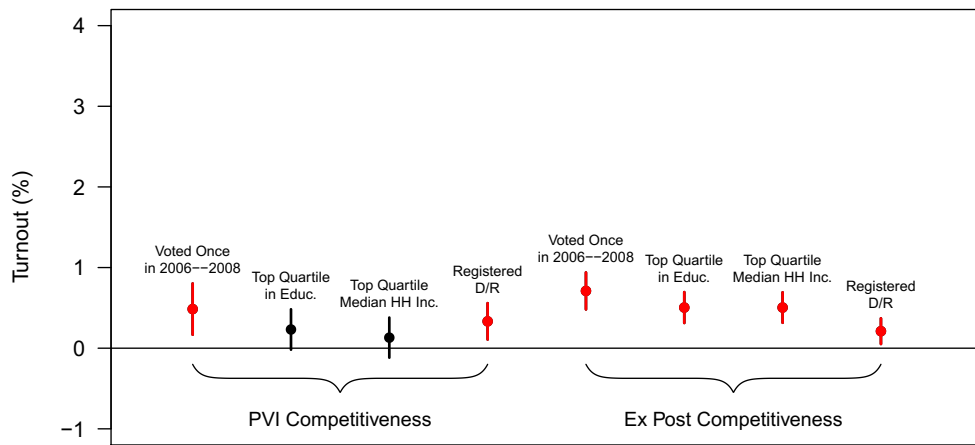 4
3
2
1
0
−1
Turnout (%)
Voted Once
in 2006−−2008
Top Quartile
in Educ.
Top Quartile
Median HH Inc.
Registered
D/R
Voted Once
in 2006−−2008
Top Quartile
in Educ.
Top Quartile
Median HH Inc.
Registered
D/R
PVI Competitiveness
Ex Post Competitiveness